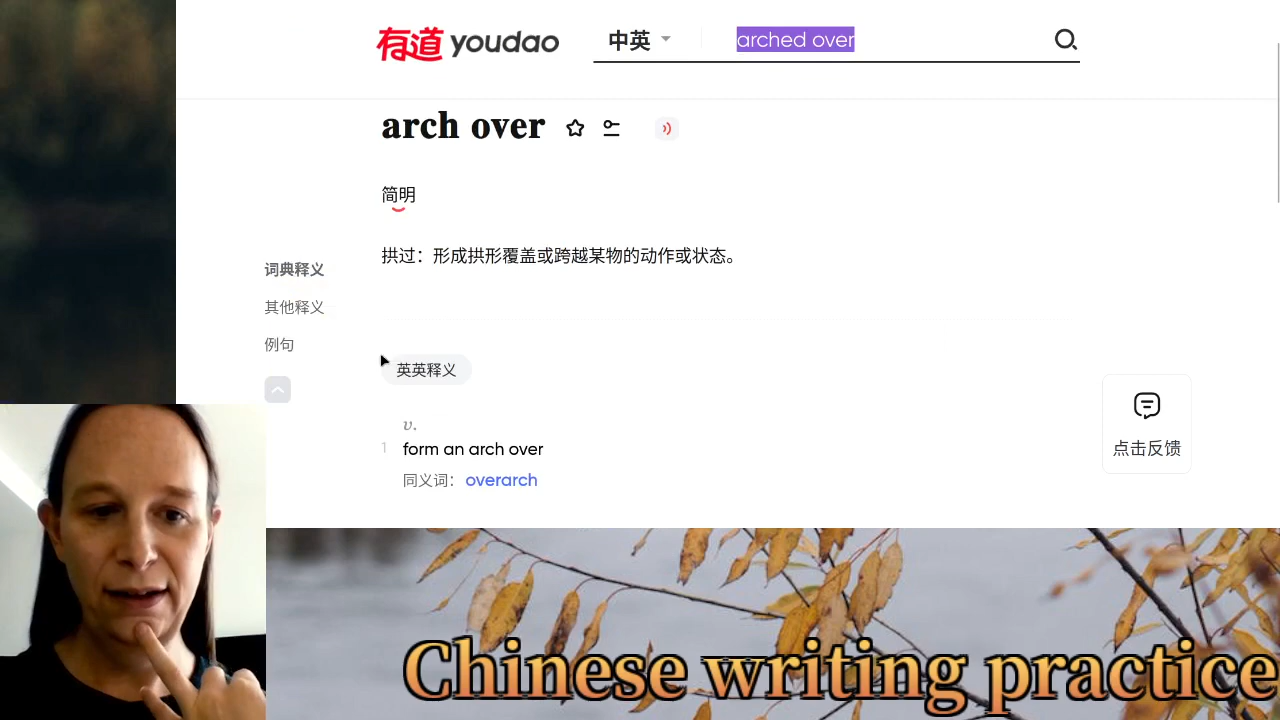 有道 youdao
中英
arched over
arch over
简明
拱过：形成拱形覆盖或跨越某物的动作或状态。
词典释义
其他释义
例句
英英释义
v.
1 form an arch over
同义词： overarch
点击反馈
Chinese writing practice